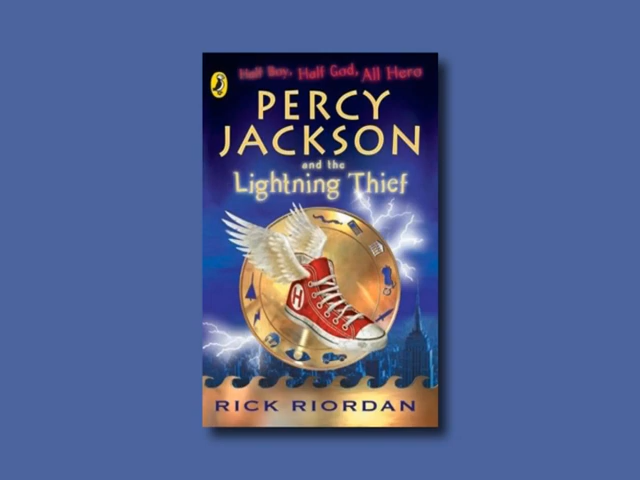 Half Boy, Half God, All Hero
PERCY
JACKSON
and the
Lightning Thief
H
RICK RIORDAN